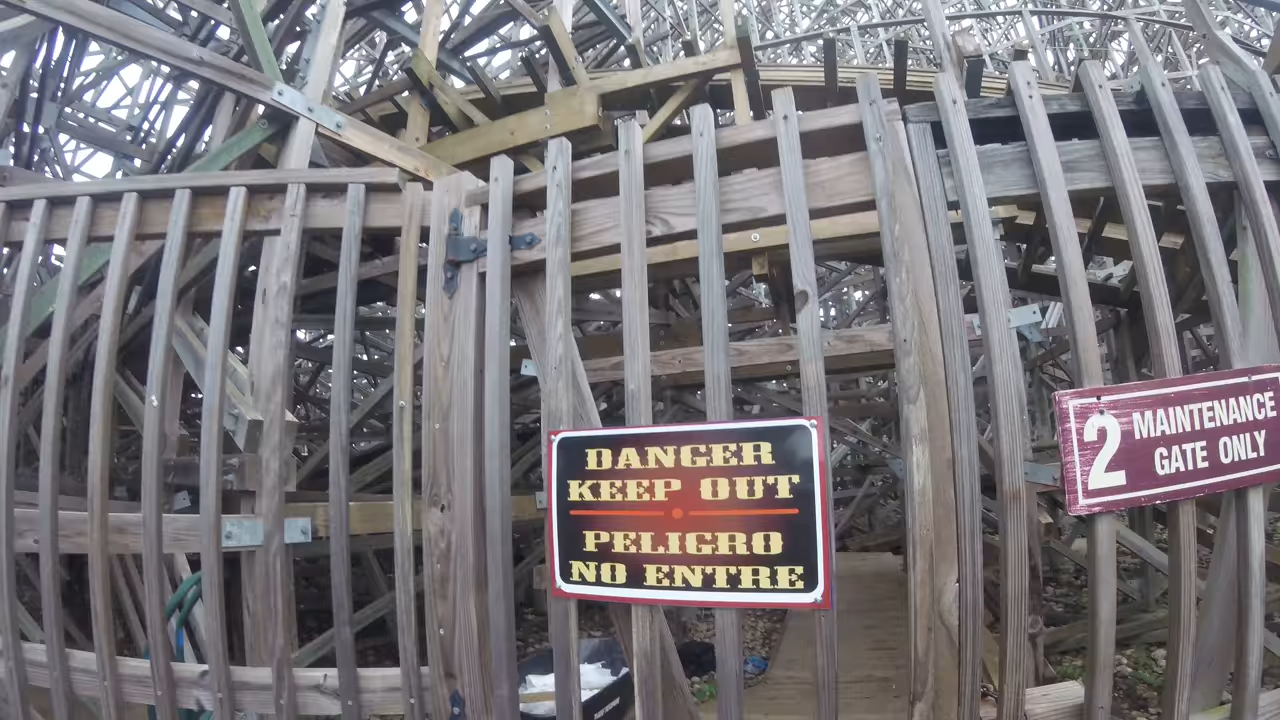 DANGER
KEEP OUT
PELIGRO
NO ENTRE
2
MAINTENANCE
GATE ONLY